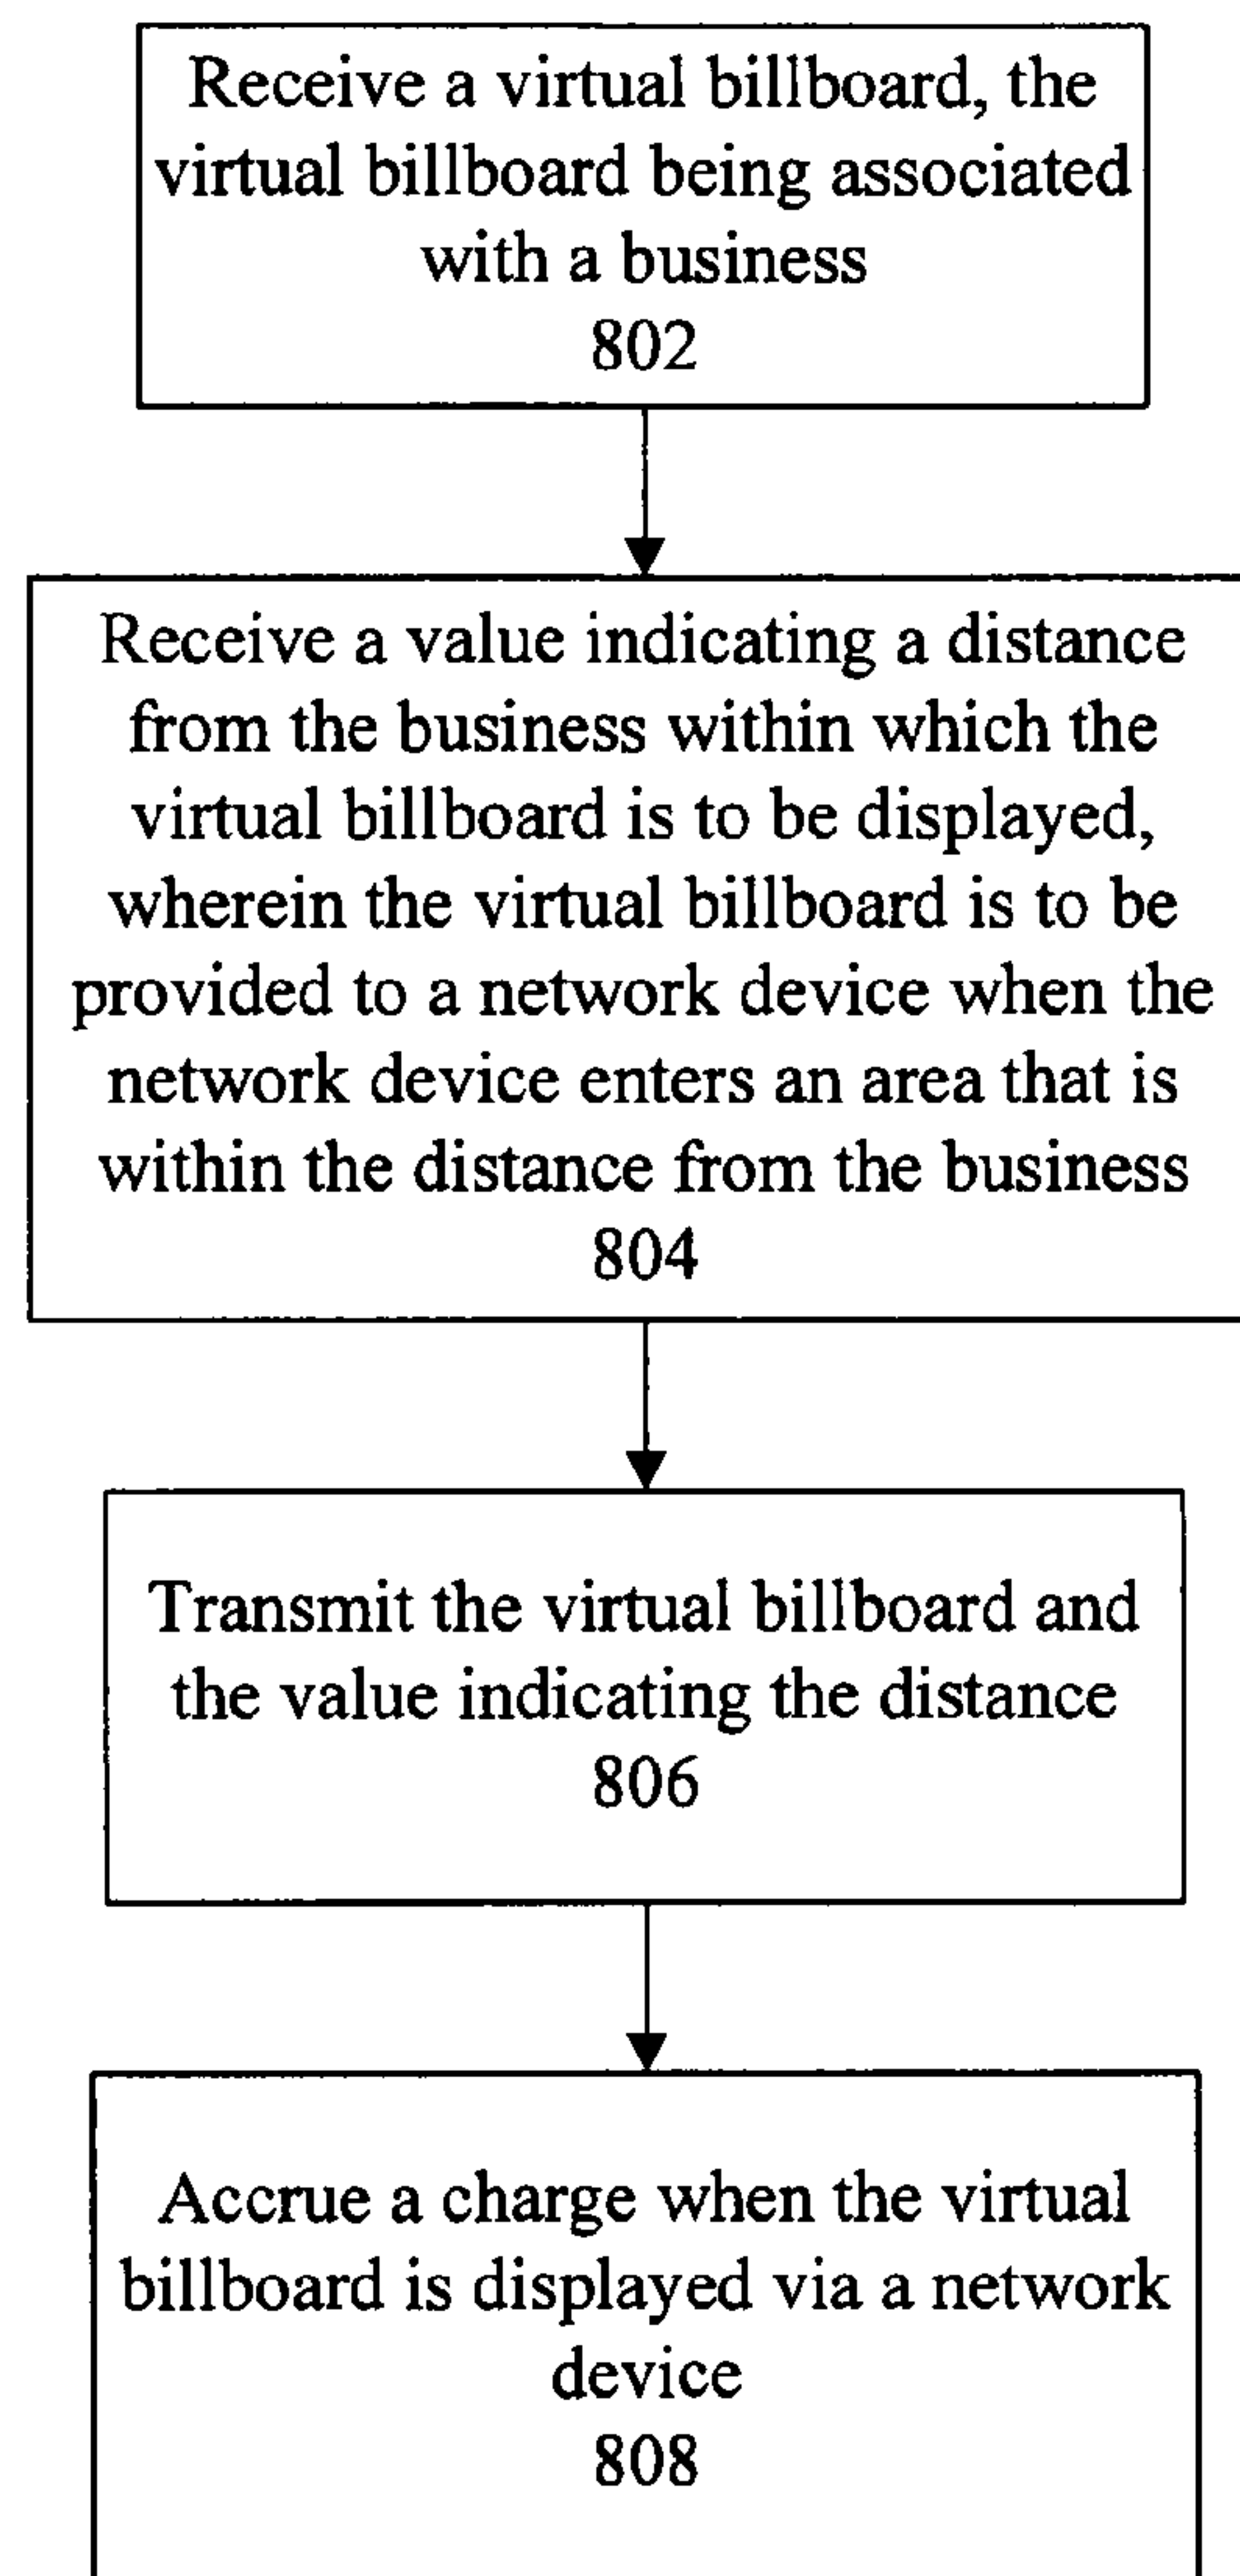 Receive a virtual billboard, the
virtual billboard being associated
with a business
802
Receive a value indicating a distance
from the business within which the
virtual billboard is to be displayed,
wherein the virtual billboard is to be
provided to a network device when the
network device enters an area that is
within the distance from the business
804
Transmit the virtual billboard and
the value indicating the distance
806
Accrue a charge when the virtual
billboard is displayed via a network
device
808